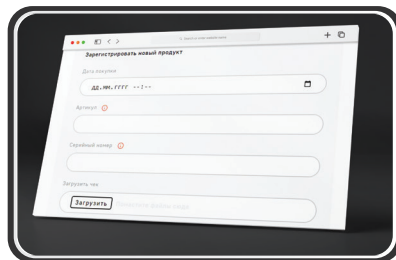 Зарегистрировать новый продукт
Дата покупки
ДД.ММ.ГГГГ --:--
Артикул
Серийный номер
Загрузить чек
Загрузить